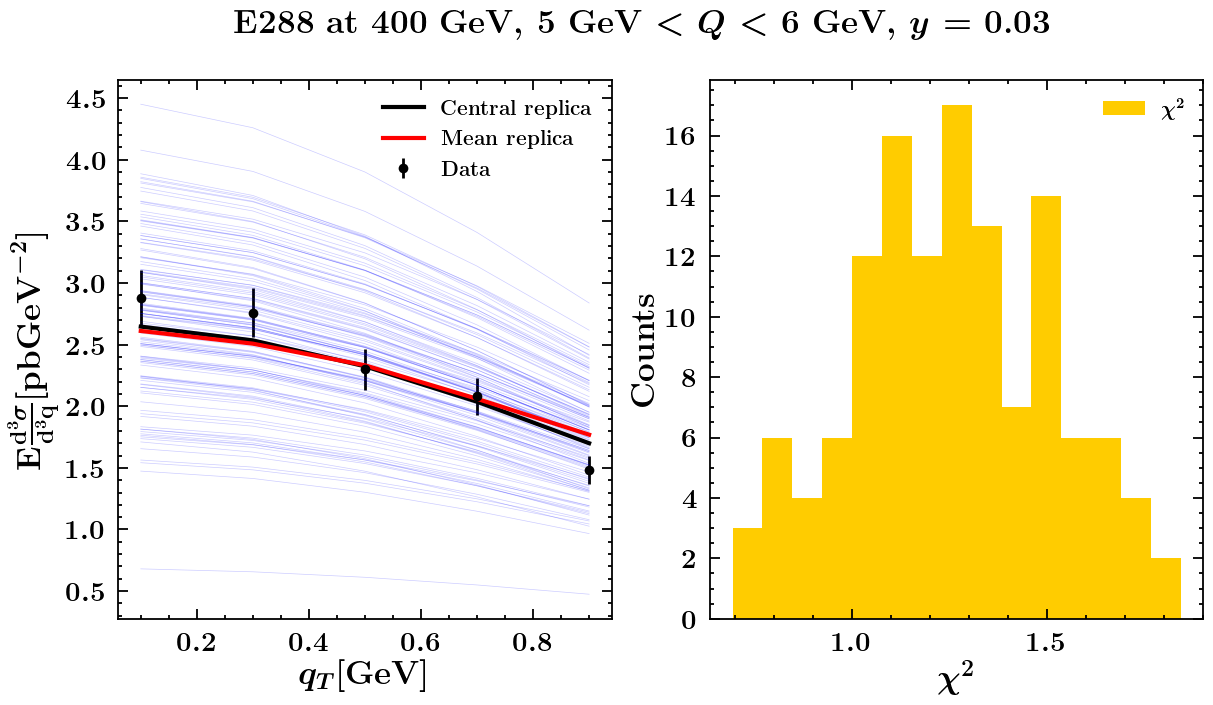 E288 at 400 GeV, 5 GeV < Q < 6 GeV, y = 0.03
E d³σ/d³q [pbGeV⁻²]
4.5
4.0
3.5
3.0
2.5
2.0
1.5
1.0
0.5
Central replica
Mean replica
Data
0.2 0.4 0.6 0.8
q_T[GeV]
Counts
16
14
12
10
8
6
4
2
0
χ²
1.0 1.5
χ²